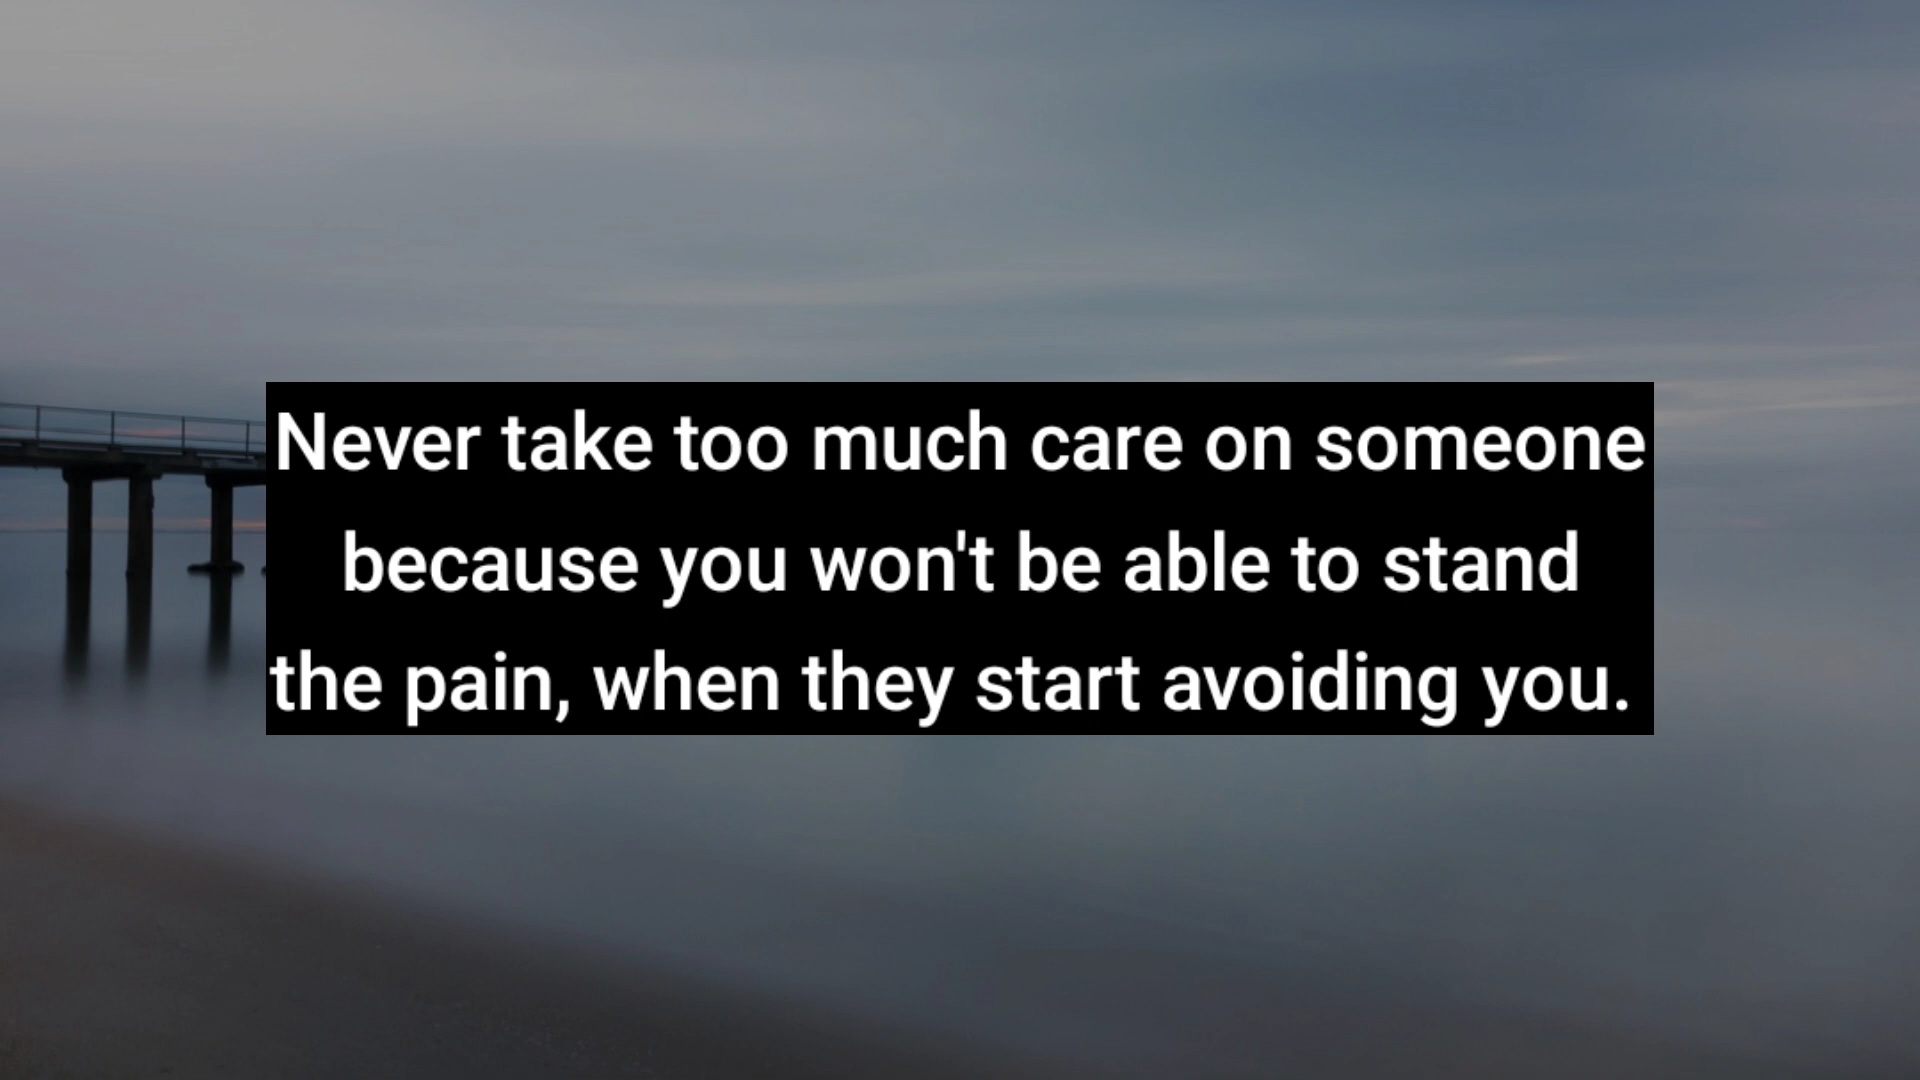 Never take too much care on someone
because you won't be able to stand
the pain, when they start avoiding you.